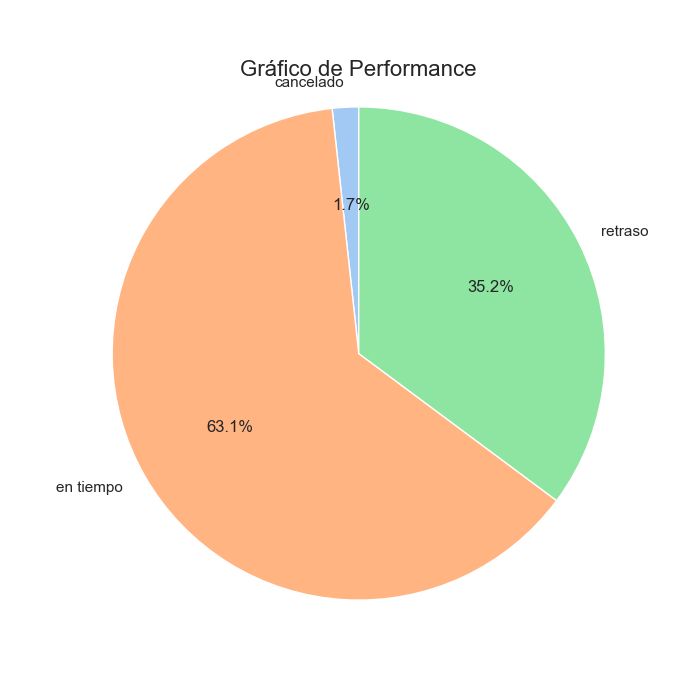 Gráfico de Performance
cancelado
1.7%
retraso
35.2%
63.1%
en tiempo